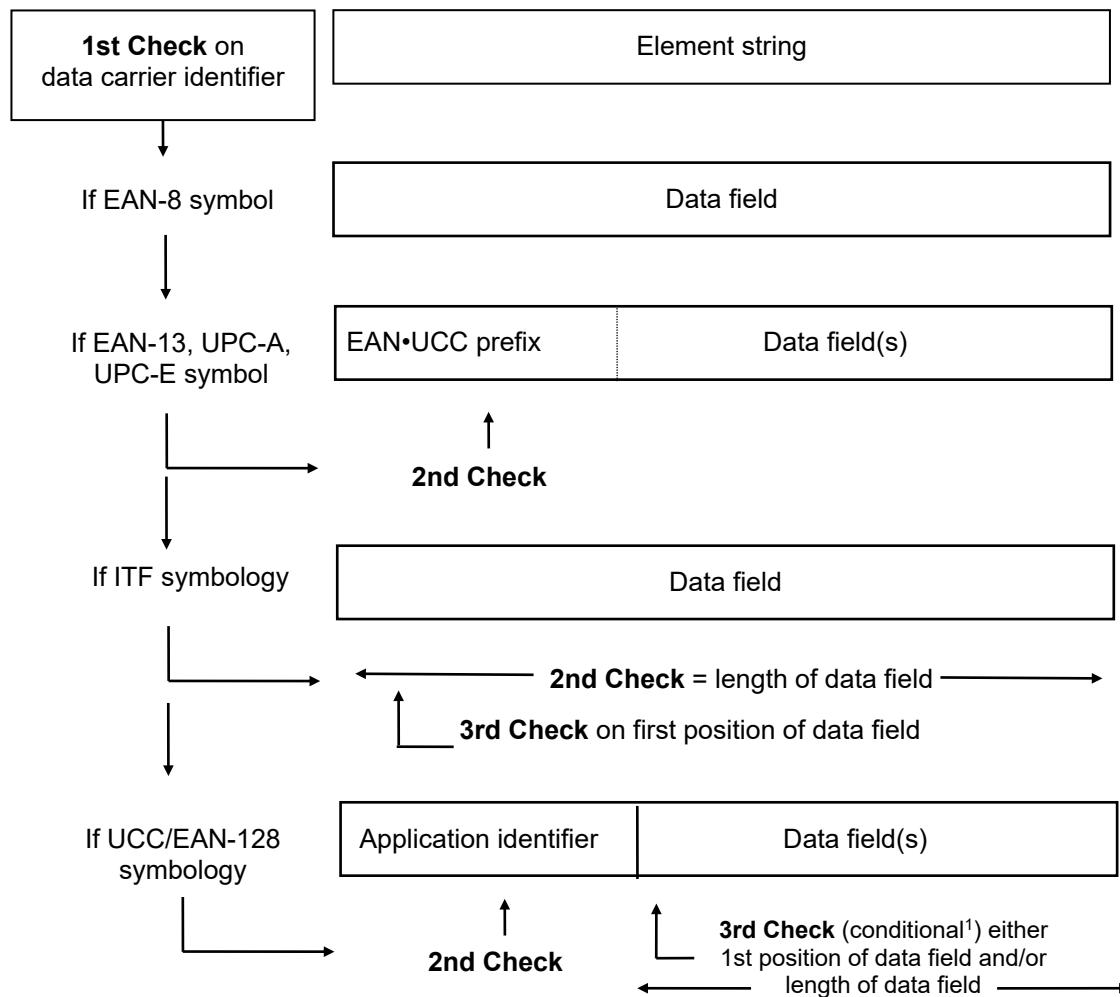 1st Check on
data carrier identifier
Element string
If EAN-8 symbol
Data field
If EAN-13, UPC-A,
UPC-E symbol
EAN•UCC prefix
Data field(s)
2nd Check
If ITF symbology
Data field
2nd Check = length of data field
3rd Check on first position of data field
If UCC/EAN-128
symbology
Application identifier
Data field(s)
2nd Check
3rd Check (conditional¹) either
1st position of data field and/or
length of data field